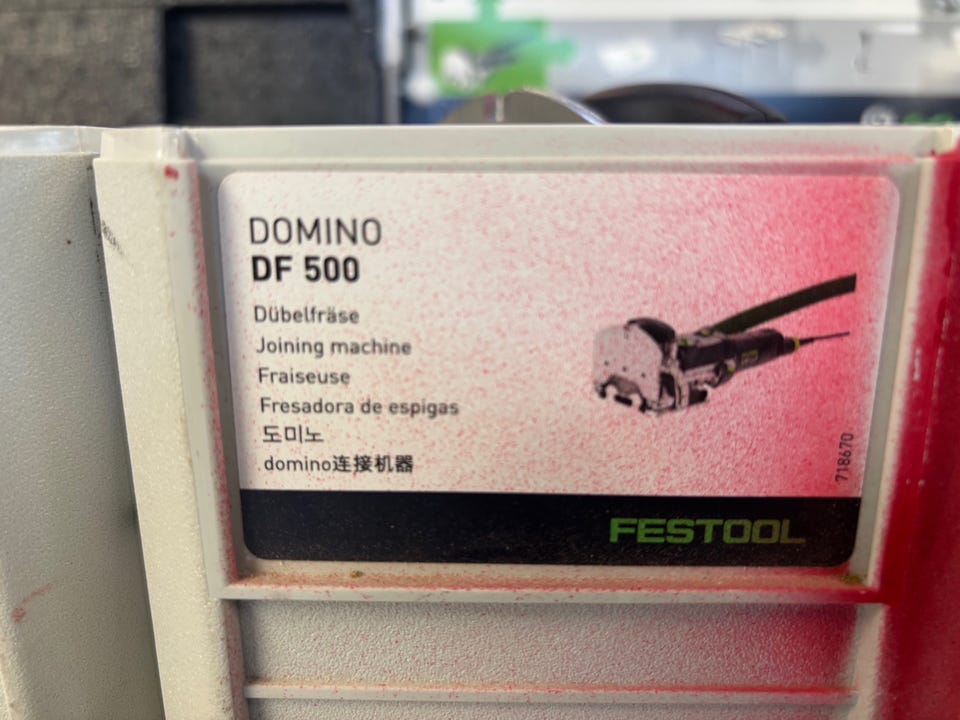 DOMINO
DF 500
Dübelfräse
Joining machine
Fraiseuse
Fresadora de espigas
도미노
domino连接机器
718670
FESTOOL